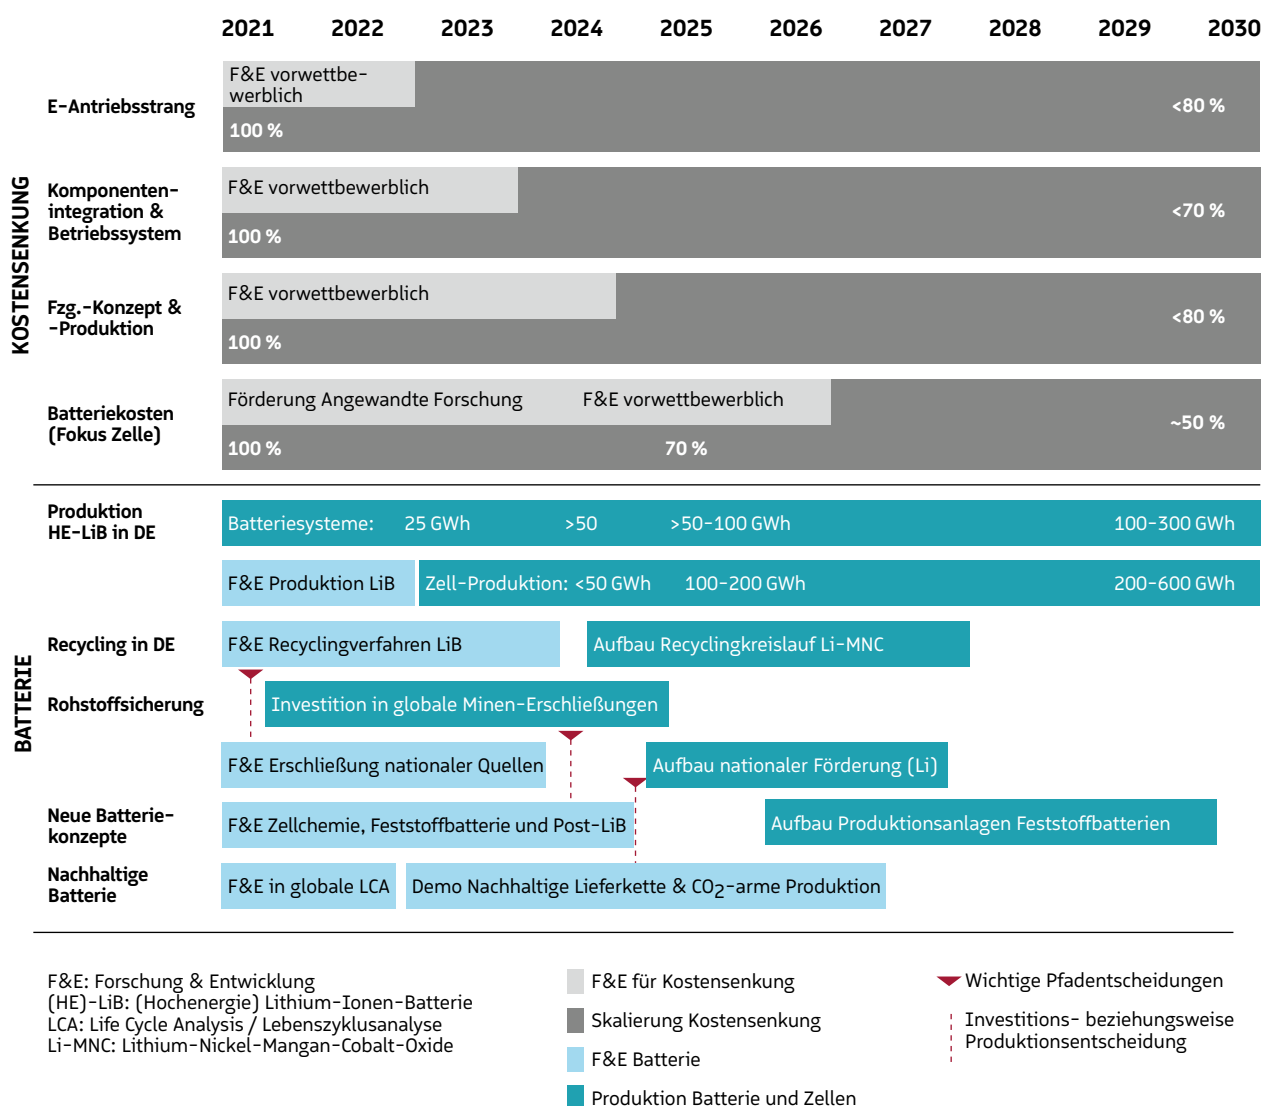 2021 2022 2023 2024 2025 2026 2027 2028 2029 2030
KOSTENSENKUNG
E-Antriebsstrang
F&E vorwettbe-
werblich
100 %
<80 %
Komponenten-
integration &
Betriebssystem
F&E vorwettbewerblich
100 %
<70 %
Fzg.-Konzept &
-Produktion
F&E vorwettbewerblich
100 %
<80 %
Batteriekosten
(Fokus Zelle)
Förderung Angewandte Forschung F&E vorwettbewerblich
100 % 70 %
~50 %
BATTERIE
Produktion
HE-LiB in DE
Batteriesysteme: 25 GWh >50 >50-100 GWh 100-300 GWh
F&E Produktion LiB Zell-Produktion: <50 GWh 100-200 GWh 200-600 GWh
Recycling in DE
F&E Recyclingverfahren LiB Aufbau Recyclingkreislauf Li-MNC
Rohstoffsicherung
Investition in globale Minen-Erschließungen
F&E Erschließung nationaler Quellen Aufbau nationaler Förderung (Li)
Neue Batterie-
konzepte
F&E Zellchemie, Feststoffbatterie und Post-LiB Aufbau Produktionsanlagen Feststoffbatterien
Nachhaltige
Batterie
F&E in globale LCA Demo Nachhaltige Lieferkette & CO2-arme Produktion
F&E: Forschung & Entwicklung
(HE)-LiB: (Hochenergie) Lithium-Ionen-Batterie
LCA: Life Cycle Analysis / Lebenszyklusanalyse
Li-MNC: Lithium-Nickel-Mangan-Cobalt-Oxide
F&E für Kostensenkung
Skalierung Kostensenkung
F&E Batterie
Produktion Batterie und Zellen
Wichtige Pfadentscheidungen
Investitions- beziehungsweise
Produktionsentscheidung